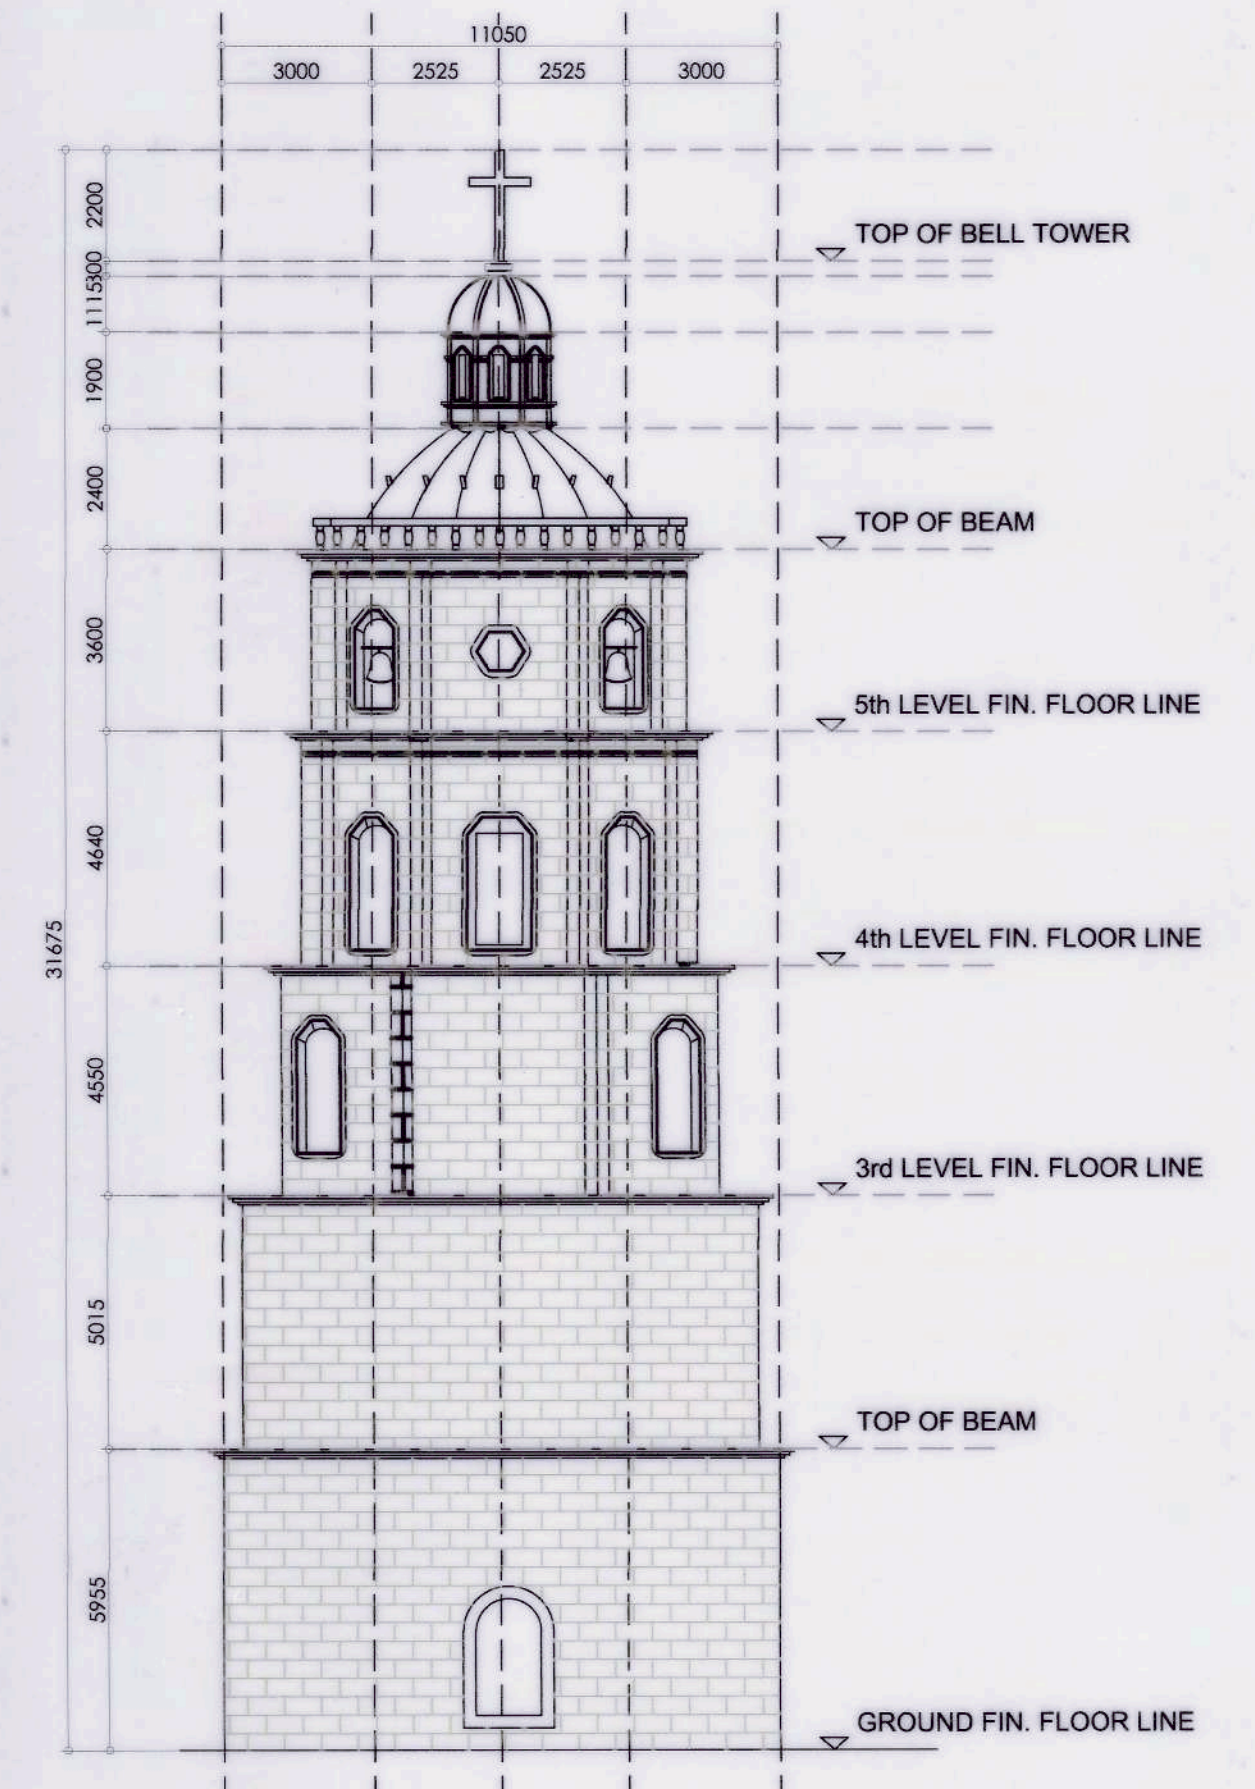 11050
3000 2525 2525 3000
2200
TOP OF BELL TOWER
300
1115
1900
2400
TOP OF BEAM
3600
5th LEVEL FIN. FLOOR LINE
4640
4th LEVEL FIN. FLOOR LINE
31675
4550
3rd LEVEL FIN. FLOOR LINE
5015
TOP OF BEAM
5955
GROUND FIN. FLOOR LINE